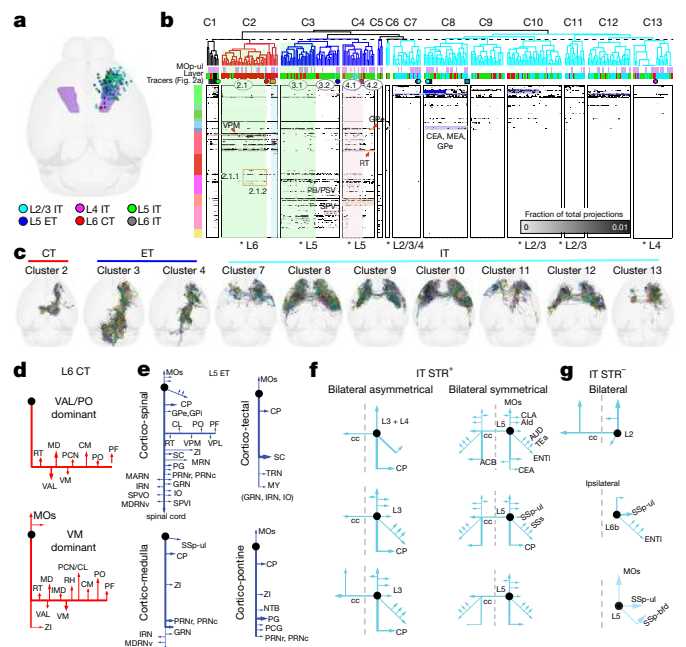 a
L2/3 IT
L4 IT
L5 IT
L5 ET
L6 CT
L6 IT
b
C1 C2 C3 C4 C5 C6 C7 C8 C9 C10 C11 C12 C13
MOp-ul
Layer
Tracers (Fig. 2a)
2.1 3.1 3.2 4.1 4.2
GPe
VPM
CEA, MEA,
GPe
RT
2.1.1
2.1.2
PB/PSV
SPV
Fraction of total projections
0 0.01
* L6 * L5 * L5 * L2/3/4 * L2/3 * L2/3 * L4
c
CT ET IT
Cluster 2 Cluster 3 Cluster 4 Cluster 7 Cluster 8 Cluster 9 Cluster 10 Cluster 11 Cluster 12 Cluster 13
d
L6 CT
VAL/PO
dominant
RT MD PCN CM PO PF
VAL VM
MOs
VM
dominant
RT MD IMD RH PCN/CL CM PO PF
VAL VM
ZI
e
L5 ET
Cortico-spinal
MOs
CP
GPe,GPi
CL PO PF
RT VPM VPL
ZI
SC MRN
PG
PRNr, PRNc
MARN GRN
IRN
SPVO IO
MDRNv SPVI
spinal cord
Cortico-tectal
MOs
CP
SC
TRN
MY
(GRN, IRN, IO)
Cortico-medulla
SSp-ul
CP
ZI
PRNr, PRNc
IRN GRN
MDRNv
Cortico-pontine
MOs
CP
ZI
NTB
PG
PCG
PRNr, PRNc
f
IT STR⁺
Bilateral asymmetrical
L3 + L4
cc
CP
L3
cc
CP
L3
cc
CP
Bilateral symmetrical
MOs
CLA
AId
L5
AUD
TEa
cc
ENTI
ACB CEA
L5
SSp-ul
SSs
cc
CP
L5
cc
CP
g
IT STR⁻
Bilateral
cc L2
Ipsilateral
SSp-ul
L6b
ENTI
MOs
SSp-ul
L5
SSp-bfd